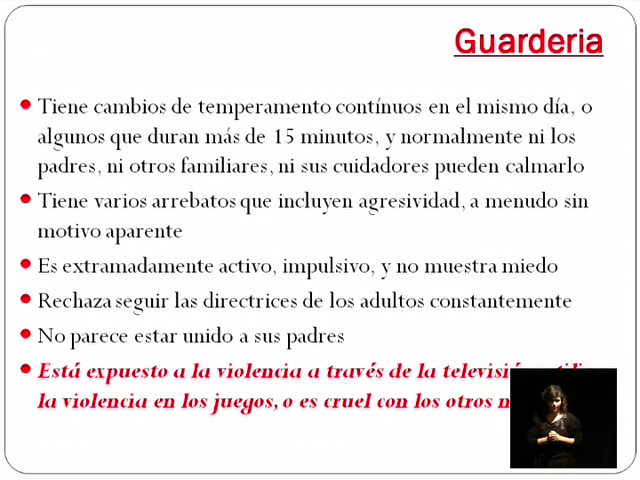 Guarderia
Tiene cambios de temperamento contínuos en el mismo día, o
algunos que duran más de 15 minutos, y normalmente ni los
padres, ni otros familiares, ni sus cuidadores pueden calmarlo
Tiene varios arrebatos que incluyen agresividad, a menudo sin
motivo aparente
Es extramadamente activo, impulsivo, y no muestra miedo
Rechaza seguir las directrices de los adultos constantemente
No parece estar unido a sus padres
Está expuesto a la violencia a través de la
la violencia en los juegos, o es cruel con los otros